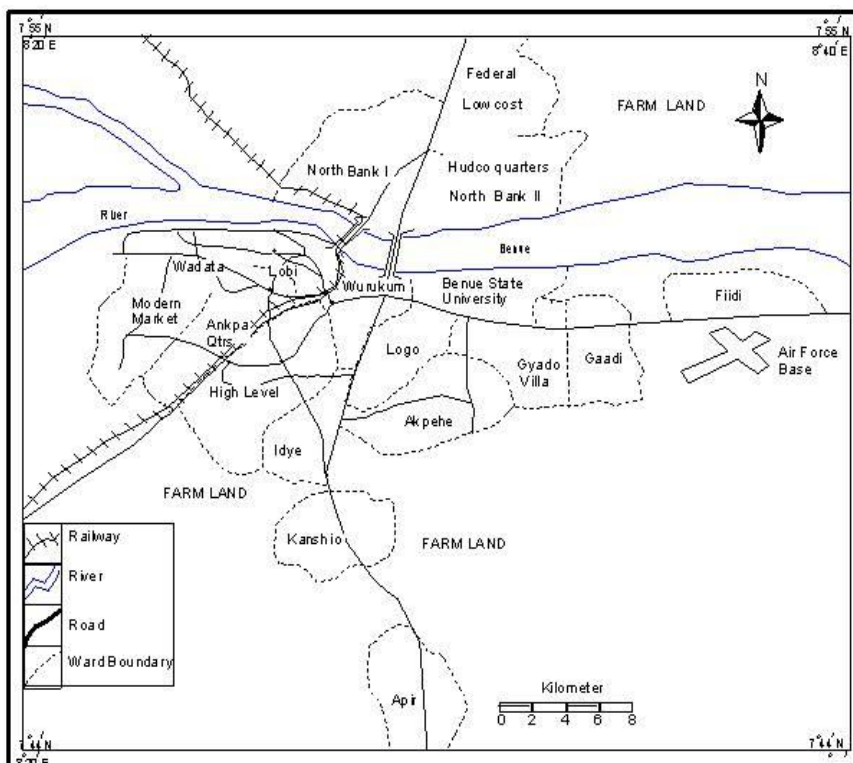 7°55' N
8°20' E
7°55' N
8°40' E
Federal
Low cost
FARM LAND
N
North Bank I
Hudco quarters
North Bank II
River
Benue
Wadata
Lobi
Wurukum
Benue State
University
Fiidi
Modern
Market
Ankpa
Qtrs
Logo
Gyado
Villa
Gaadi
Air Force
Base
High Level
Akpehe
Idye
FARM LAND
Kanshio
FARM LAND
Railway
River
Road
Ward Boundary
Apir
Kilometer
0 2 4 6 8
7°44' N
7°44' N